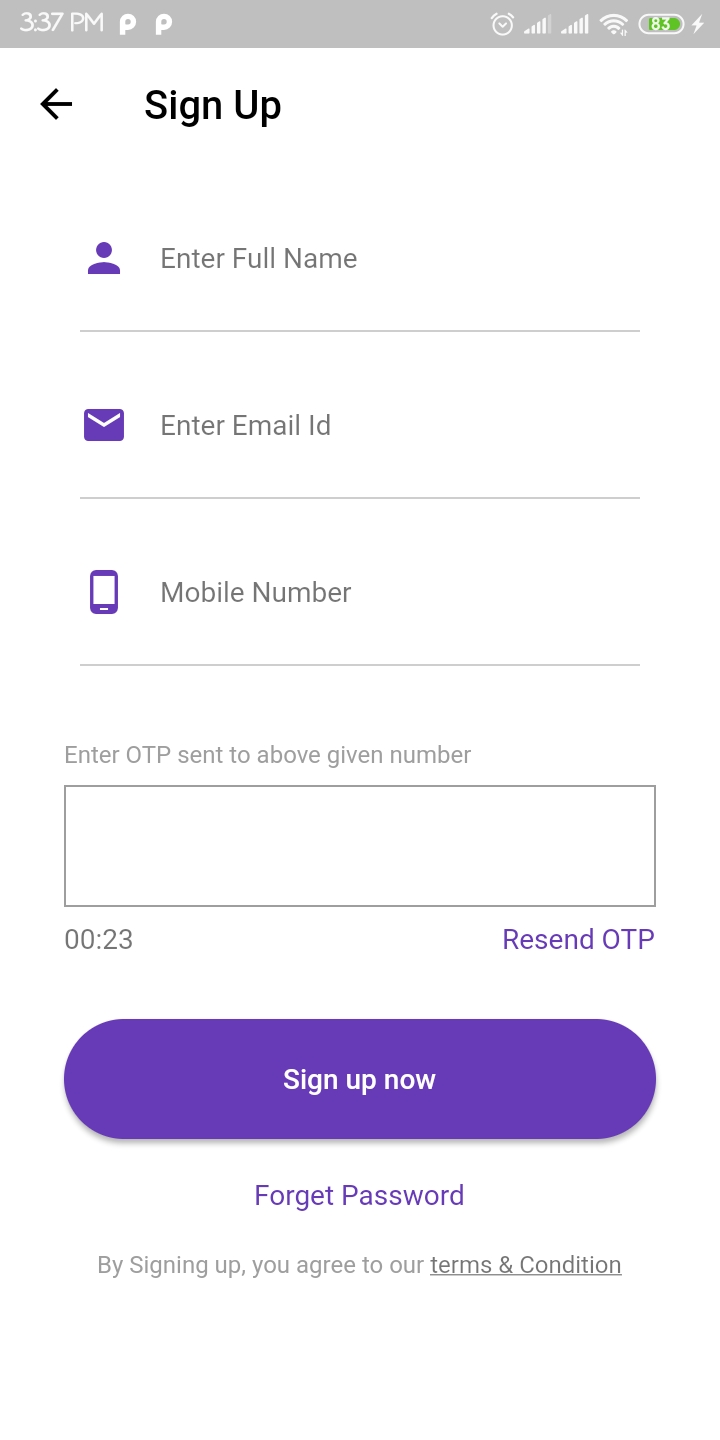 3:37 PM
83
Sign Up
Enter Full Name
Enter Email Id
Mobile Number
Enter OTP sent to above given number
00:23
Resend OTP
Sign up now
Forget Password
By Signing up, you agree to our terms & Condition